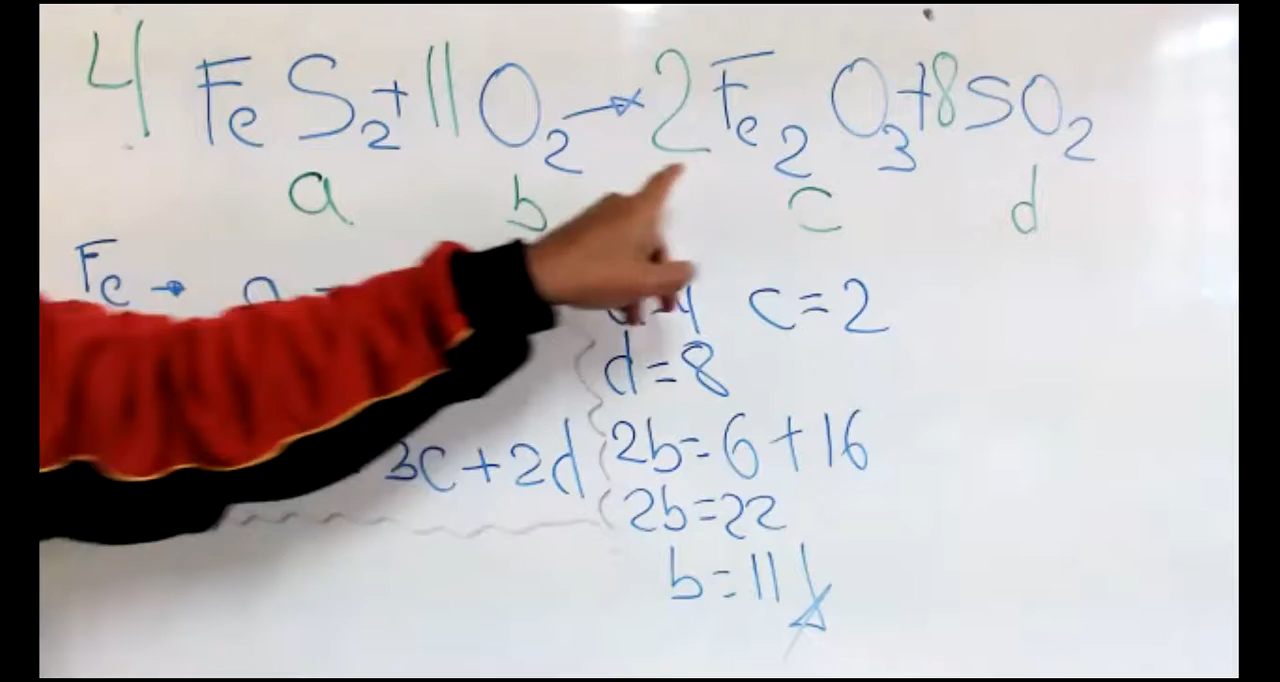 4 FeS₂ + 11 O₂ → 2 Fe₂O₃ + 8 SO₂
a b c d
Fe → a =
c = 2
d = 8
3c + 2d
2b = 6 + 16
2b = 22
b = 11